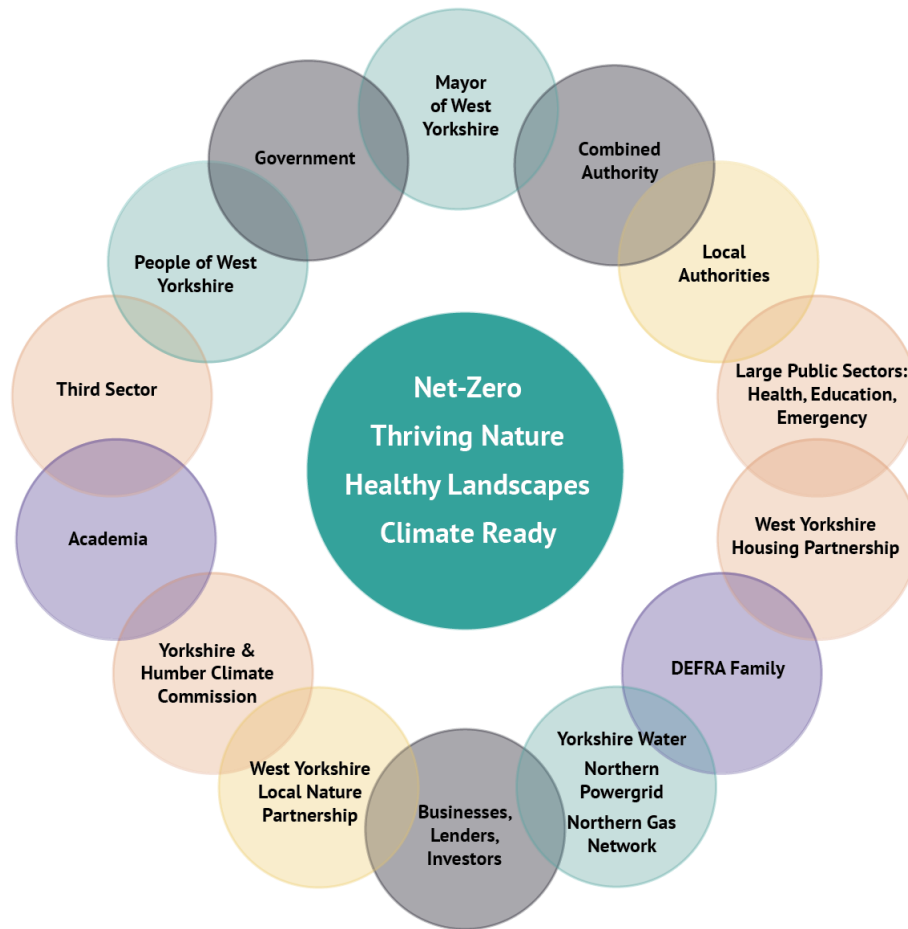 Mayor
of West
Yorkshire
Combined
Authority
Local
Authorities
Large Public Sectors:
Health, Education,
Emergency
West Yorkshire
Housing Partnership
DEFRA Family
Yorkshire Water
Northern
Powergrid
Northern Gas
Network
Businesses,
Lenders,
Investors
West Yorkshire
Local Nature
Partnership
Yorkshire &
Humber Climate
Commission
Academia
Third Sector
People of West
Yorkshire
Government
Net-Zero
Thriving Nature
Healthy Landscapes
Climate Ready